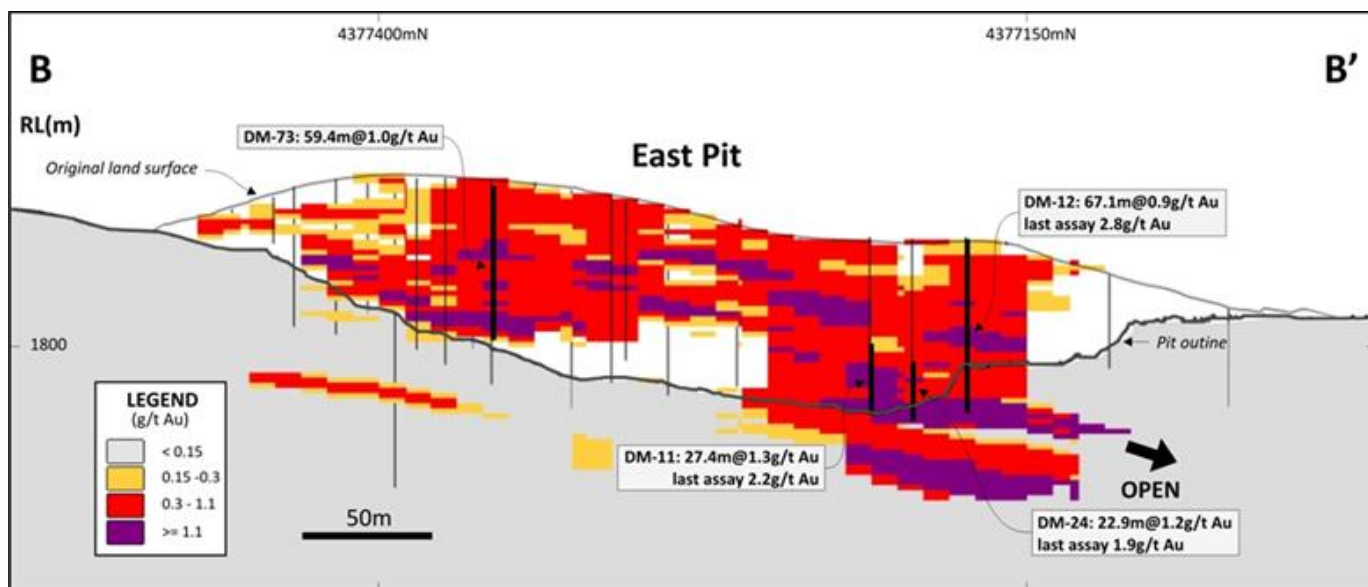 4377400mN
4377150mN
B
B'
RL(m)
DM-73: 59.4m@1.0g/t Au
East Pit
Original land surface
DM-12: 67.1m@0.9g/t Au
last assay 2.8g/t Au
1800
Pit outine
LEGEND
(g/t Au)
< 0.15
0.15 -0.3
0.3 - 1.1
>= 1.1
DM-11: 27.4m@1.3g/t Au
last assay 2.2g/t Au
OPEN
50m
DM-24: 22.9m@1.2g/t Au
last assay 1.9g/t Au